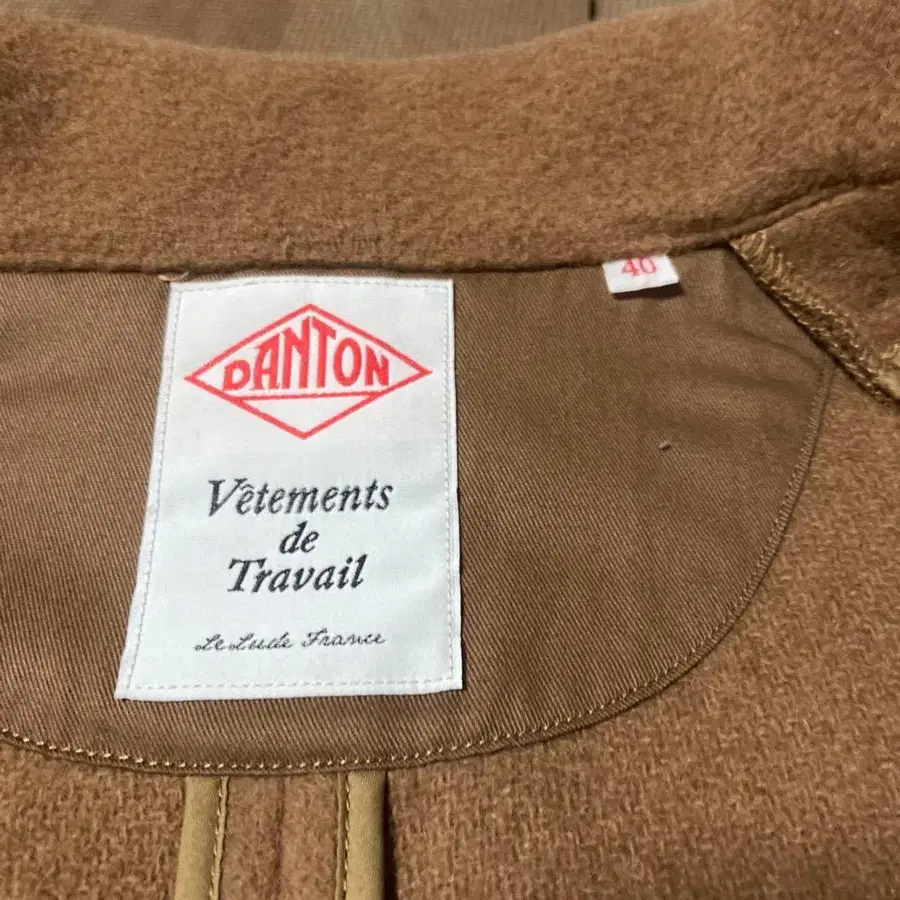 40
DANTON
Vêtements
de
Travail
Le Lude France